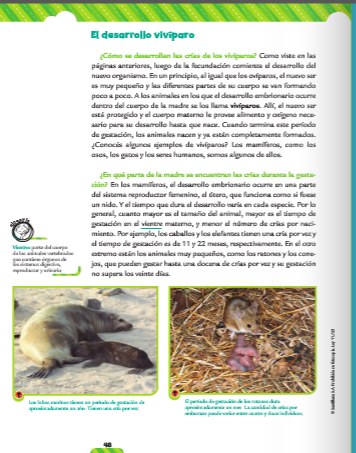 El desarrollo vivíparo
¿Cómo se desarrollan las crías de los vivíparos? Como viste en las
páginas anteriores, luego de la fecundación comienza el desarrollo del
nuevo organismo. En un principio, al igual que los ovíparos, el nuevo ser
es muy pequeño y las diferentes partes de su cuerpo se van formando
poco a poco. A los animales en los que el desarrollo embrionario ocurre
dentro del cuerpo de la madre se los llama vivíparos. Allí, el nuevo ser
está protegido y el cuerpo materno le provee alimento y oxígeno nece-
sario para su desarrollo hasta que nace. Cuando termina este período
de gestación, los animales nacen y ya están completamente formados.
¿Conocés algunos ejemplos de vivíparos? Los mamíferos, como los
osos, los gatos y los seres humanos, somos algunos de ellos.
¿En qué parte de la madre se encuentran las crías durante la gesta-
ción? En los mamíferos, el desarrollo embrionario ocurre en una parte
del sistema reproductor femenino, el útero, que funciona como si fuese
un nido. Y el tiempo que dura el desarrollo varía en cada especie. Por lo
general, cuanto mayor es el tamaño del animal, mayor es el tiempo de
gestación en el vientre materno, y menor el número de crías por naci-
miento. Por ejemplo, los caballos y los elefantes tienen una cría por vez y
el tiempo de gestación es de 11 y 22 meses, respectivamente. En el otro
extremo están los animales muy pequeños, como los ratones y los cone-
jos, que pueden gestar hasta una docena de crías por vez y su gestación
no supera los veinte días.
Vientre: parte del cuerpo
de los animales vertebrados
que contiene órganos de
los sistemas digestivo,
reproductor y urinario.
Los lobos marinos tienen un período de gestación de
aproximadamente un año. Tienen una cría por vez.
El período de gestación de los ratones dura
aproximadamente un mes. La cantidad de crías por
embarazo puede variar entre cuatro y doce individuos.
48